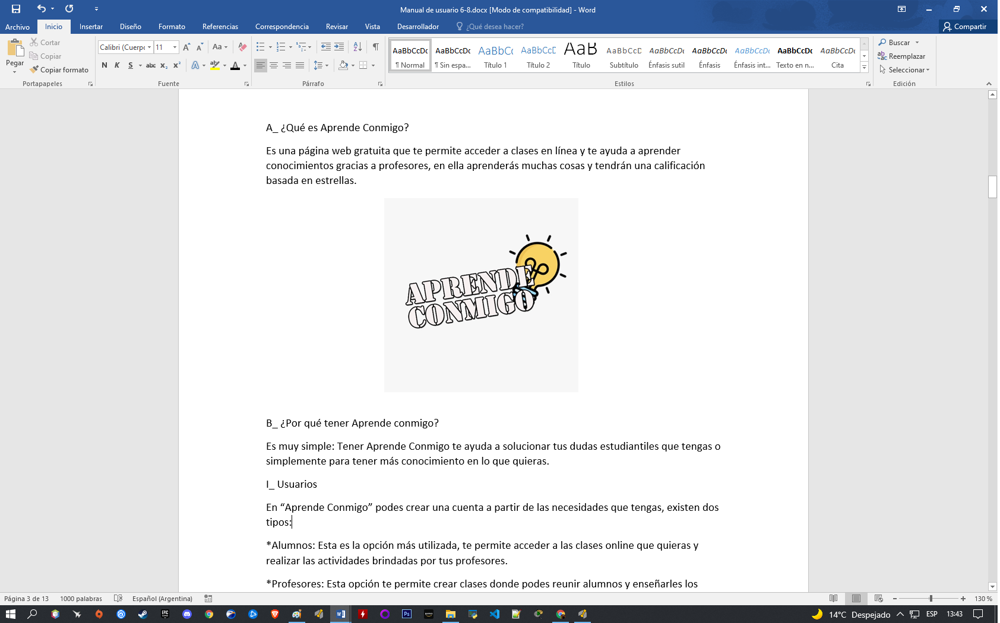 Manual de usuario 6-8.docx [Modo de compatibilidad] - Word
Archivo Inicio Insertar Diseño Formato Referencias Correspondencia Revisar Vista Desarrollador ¿Qué desea hacer? Compartir
Pegar
Cortar
Copiar
Copiar formato
Portapapeles
Calibri (Cuerpo 11
Aa
N K S abc x₂ x²
A A
Fuente
Párrafo
AaBbCcDc AaBbCcDc AaBbCc AaBbCcD AaB AaBbCcD AaBbCcDc AaBbCcDc AaBbCcDc AaBbCcDc AaBbCcDc
¶ Normal ¶ Sin espa... Título 1 Título 2 Título Subtítulo Énfasis sutil Énfasis Énfasis int... Texto en n... Cita
Estilos
Buscar
Reemplazar
Seleccionar
Edición
A_ ¿Qué es Aprende Conmigo?
Es una página web gratuita que te permite acceder a clases en línea y te ayuda a aprender
conocimientos gracias a profesores, en ella aprenderás muchas cosas y tendrán una calificación
basada en estrellas.
APRENDE
CONMIGO
B_ ¿Por qué tener Aprende conmigo?
Es muy simple: Tener Aprende Conmigo te ayuda a solucionar tus dudas estudiantiles que tengas o
simplemente para tener más conocimiento en lo que quieras.
I_ Usuarios
En “Aprende Conmigo” podes crear una cuenta a partir de las necesidades que tengas, existen dos
tipos:
*Alumnos: Esta es la opción más utilizada, te permite acceder a las clases online que quieras y
realizar las actividades brindadas por tus profesores.
*Profesores: Esta opción te permite crear clases donde podes reunir alumnos y enseñarles los
Página 3 de 13 1000 palabras Español (Argentina) 130 %
14°C Despejado ESP 13:43